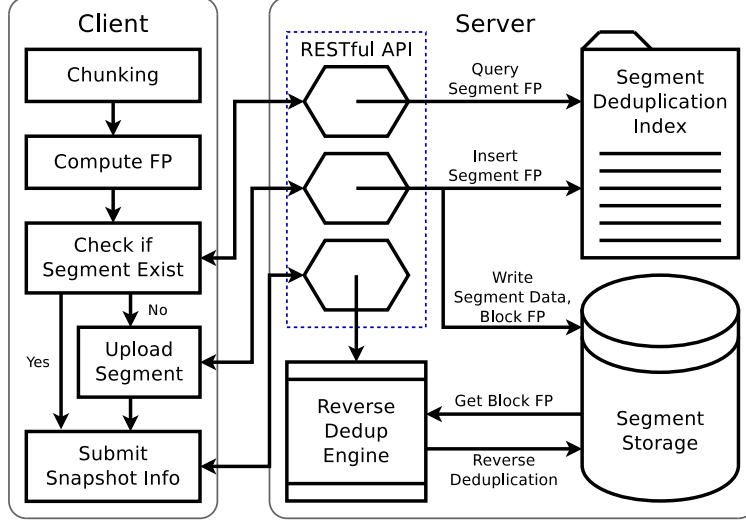 Client
Chunking
Compute FP
Check if
Segment Exist
No
Yes
Upload
Segment
Submit
Snapshot Info
Server
RESTful API
Query
Segment FP
Insert
Segment FP
Write
Segment Data,
Block FP
Segment
Deduplication
Index
Reverse
Dedup
Engine
Get Block FP
Reverse
Deduplication
Segment
Storage